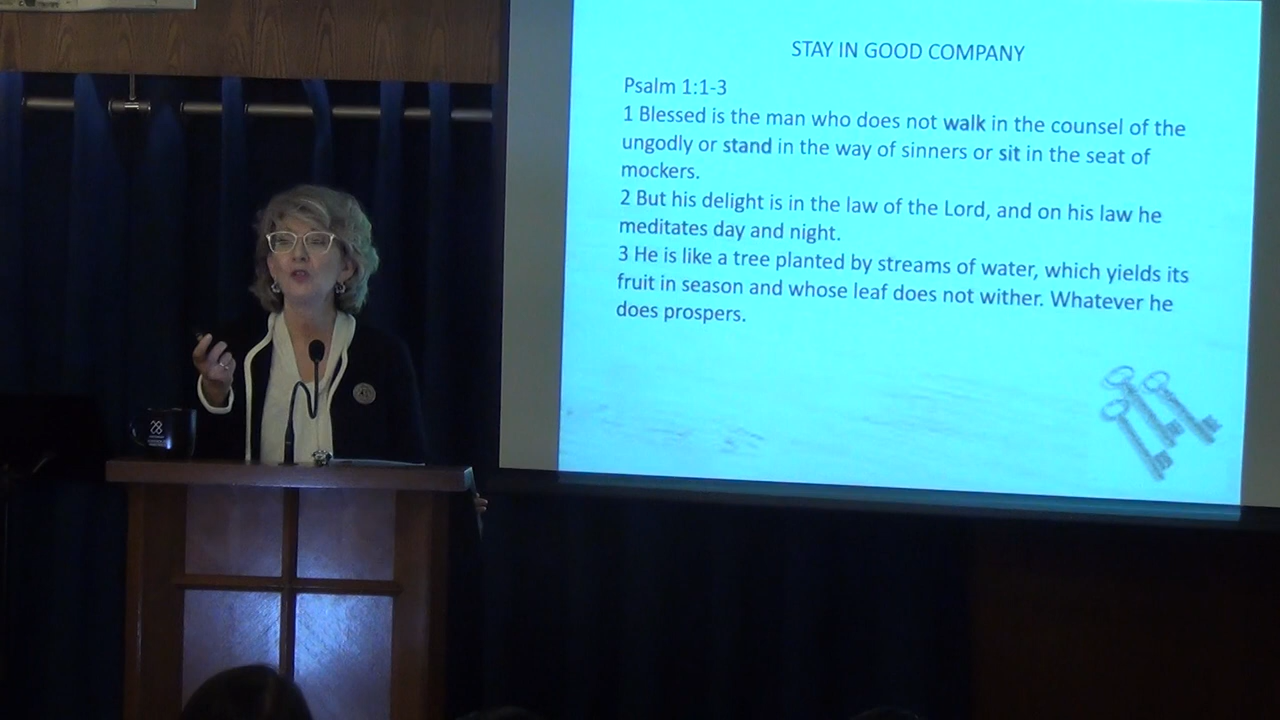 STAY IN GOOD COMPANY
Psalm 1:1-3
1 Blessed is the man who does not walk in the counsel of the
ungodly or stand in the way of sinners or sit in the seat of
mockers.
2 But his delight is in the law of the Lord, and on his law he
meditates day and night.
3 He is like a tree planted by streams of water, which yields its
fruit in season and whose leaf does not wither. Whatever he
does prospers.